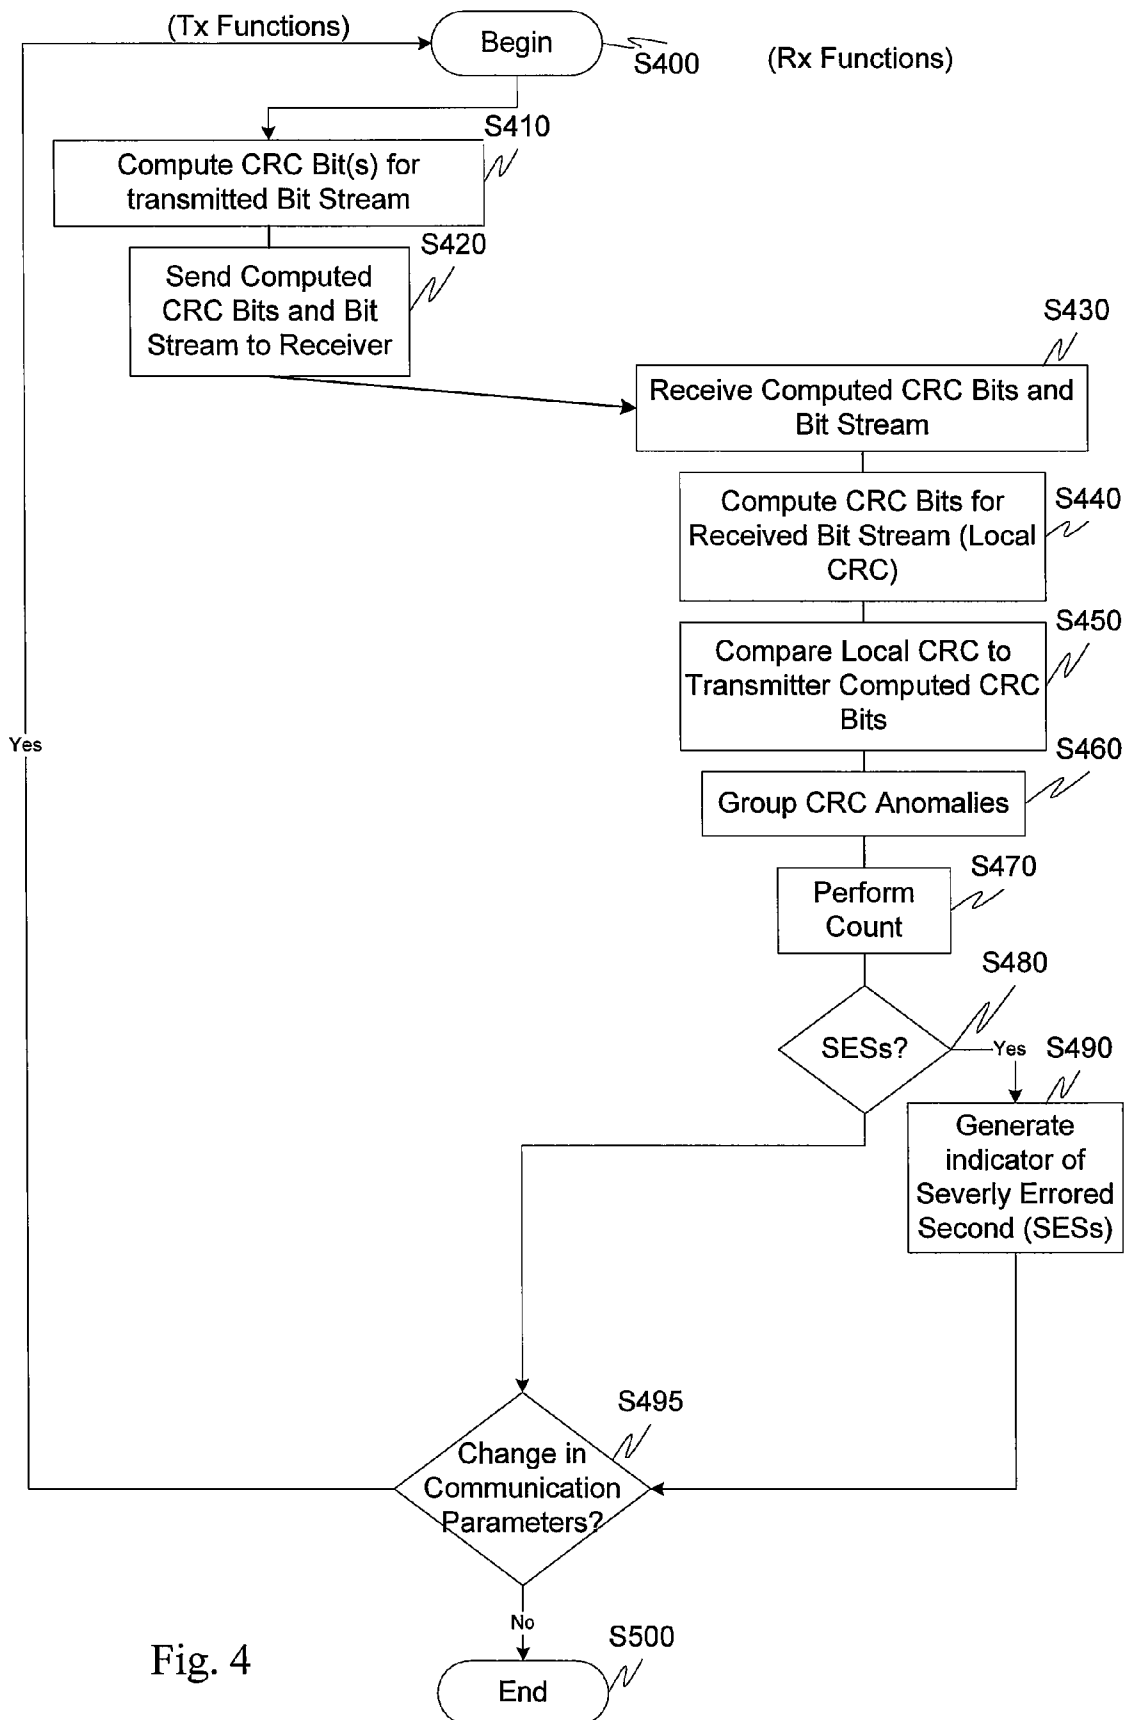 (Tx Functions)
Begin
S400
(Rx Functions)
S410
Compute CRC Bit(s) for
transmitted Bit Stream
S420
Send Computed
CRC Bits and Bit
Stream to Receiver
S430
Receive Computed CRC Bits and
Bit Stream
S440
Compute CRC Bits for
Received Bit Stream (Local
CRC)
S450
Compare Local CRC to
Transmitter Computed CRC
Bits
Yes
S460
Group CRC Anomalies
S470
Perform
Count
S480
SESs?
Yes
S490
Generate
indicator of
Severly Errored
Second (SESs)
S495
Change in
Communication
Parameters?
No
S500
End
Fig. 4